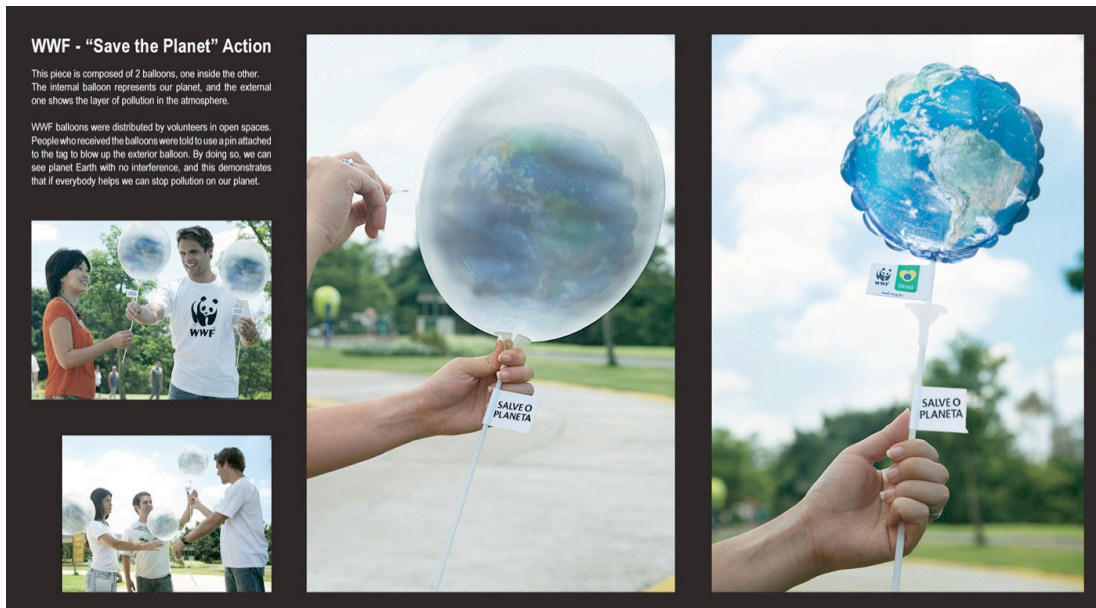 WWF - “Save the Planet” Action
This piece is composed of 2 balloons, one inside the other.
The internal balloon represents our planet, and the external
one shows the layer of pollution in the atmosphere.
WWF balloons were distributed by volunteers in open spaces.
People who received the balloons were told to use a pin attached
to the tag to blow up the exterior balloon. By doing so, we can
see planet Earth with no interference, and this demonstrates
that if everybody helps we can stop pollution on our planet.
WWF
SALVE O
PLANETA
WWF
Brasil
SALVE O
PLANETA